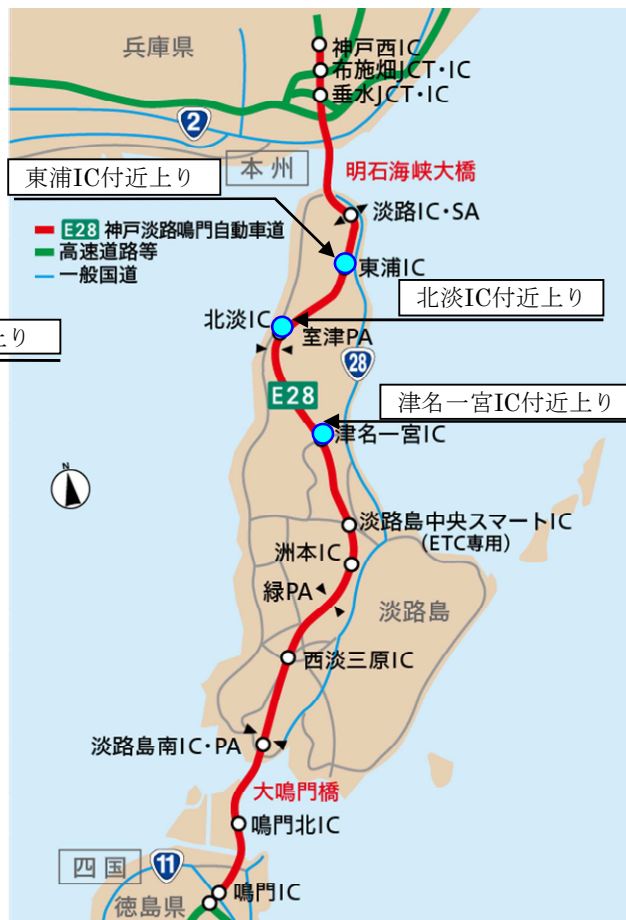 兵庫県
神戸西IC
布施畑JCT・IC
垂水JCT・IC
2
本州
明石海峡大橋
東浦IC付近上り
淡路IC・SA
E28 神戸淡路鳴門自動車道
高速道路等
一般国道
東浦IC
北淡IC付近上り
北淡IC
上り
室津PA
28
E28
津名一宮IC付近上り
津名一宮IC
N
淡路島中央スマートIC
(ETC専用)
洲本IC
緑PA
淡路島
西淡三原IC
淡路島南IC・PA
大鳴門橋
鳴門北IC
四国
11
鳴門IC
徳島県